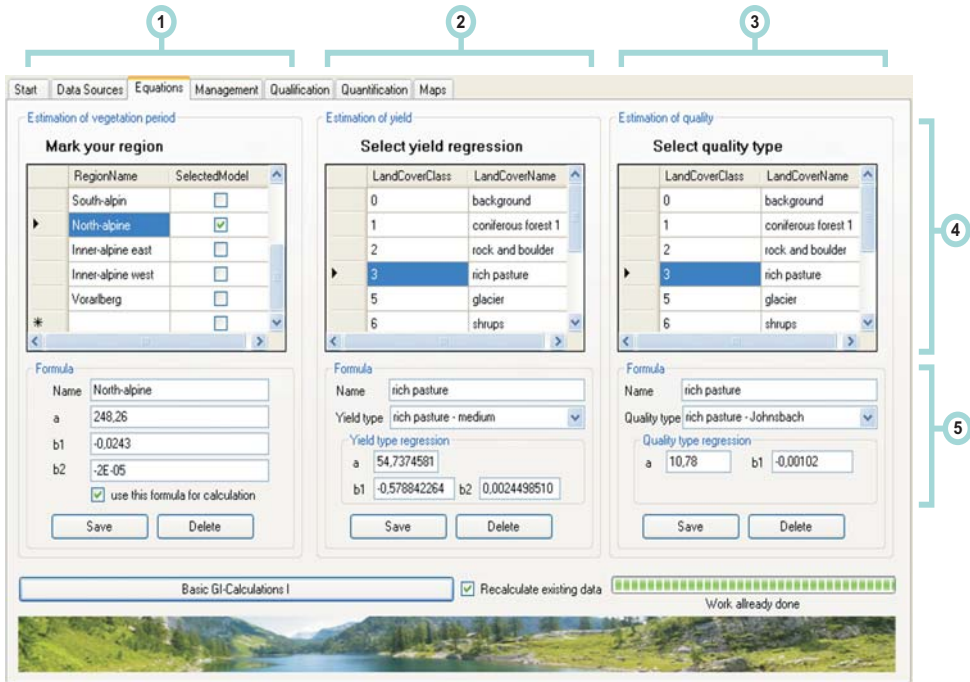 1
2
3
Start Data Sources Equations Management Qualification Quantification Maps
Estimation of vegetation period
Mark your region
RegionName SelectedModel
South-alpin
North-alpine
Inner-alpine east
Inner-alpine west
Vorarlberg
Formula
Name North-alpine
a 248,26
b1 -0,0243
b2 -2E-05
use this formula for calculation
Save Delete
Estimation of yield
Select yield regression
LandCoverClass LandCoverName
0 background
1 coniferous forest 1
2 rock and boulder
3 rich pasture
5 glacier
6 shrups
Formula
Name rich pasture
Yield type rich pasture - medium
Yield type regression
a 54,7374581
b1 -0,578842264 b2 0,0024498510
Save Delete
Estimation of quality
Select quality type
LandCoverClass LandCoverName
0 background
1 coniferous forest 1
2 rock and boulder
3 rich pasture
5 glacier
6 shrups
Formula
Name rich pasture
Quality type rich pasture - Johnsbach
Quality type regression
a 10,78 b1 -0,00102
Save Delete
4
5
Basic GI-Calculations I
Recalculate existing data
Work already done